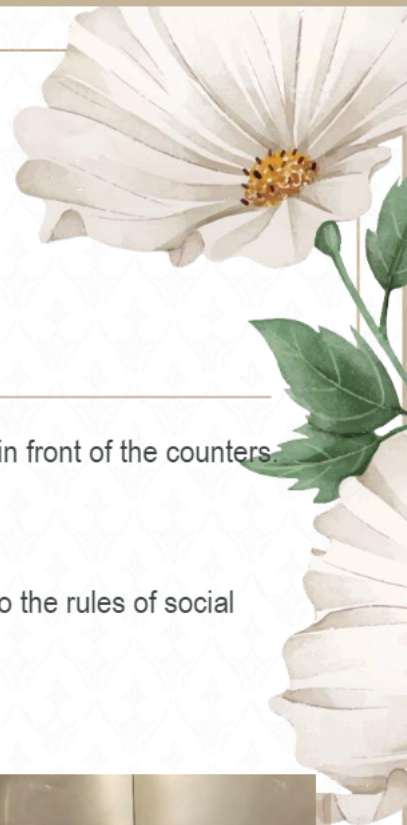 in front of the counters.
o the rules of social